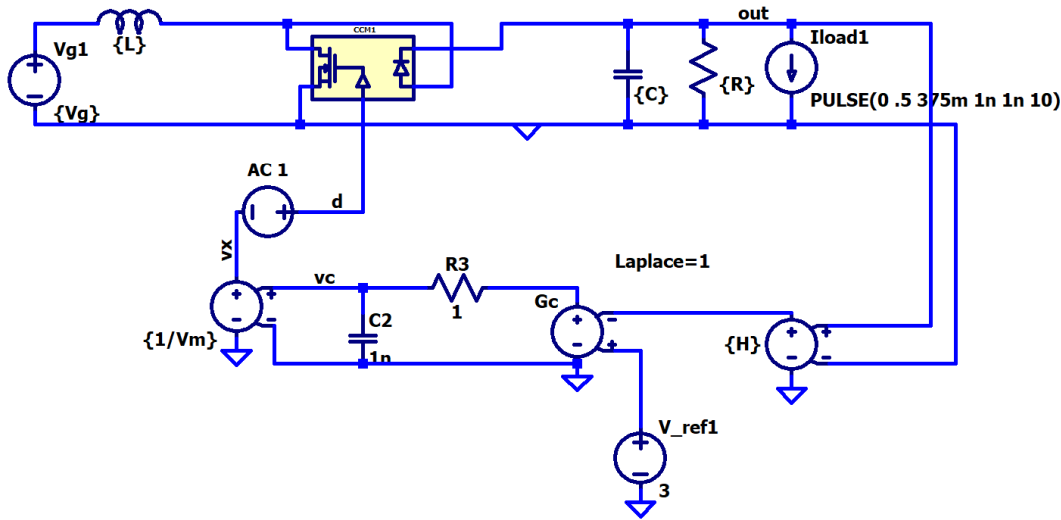 out
CCM1
Vg1
{L}
Iload1
{C}
{R}
{Vg}
PULSE(0 .5 375m 1n 1n 10)
AC 1
d
vx
R3
Laplace=1
vc
Gc
1
C2
{1/Vm}
1n
{H}
V_ref1
3